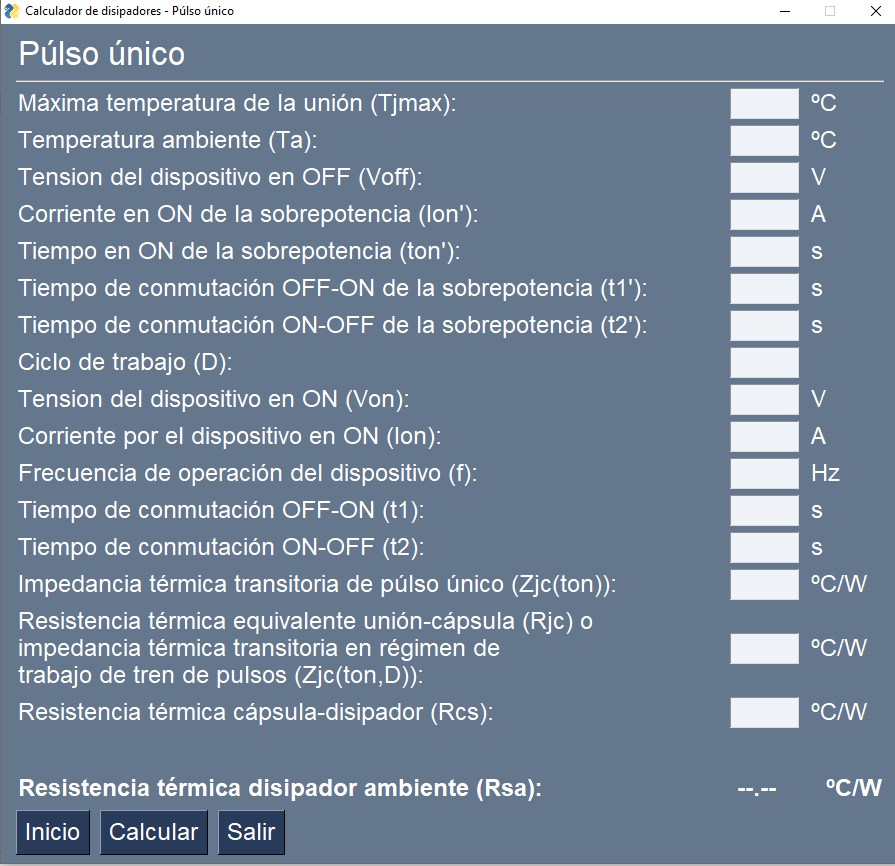 Calculador de disipadores - Púlso único
Púlso único
Máxima temperatura de la unión (Tjmax): ºC
Temperatura ambiente (Ta): ºC
Tension del dispositivo en OFF (Voff): V
Corriente en ON de la sobrepotencia (Ion'): A
Tiempo en ON de la sobrepotencia (ton'): s
Tiempo de conmutación OFF-ON de la sobrepotencia (t1'): s
Tiempo de conmutación ON-OFF de la sobrepotencia (t2'): s
Ciclo de trabajo (D):
Tension del dispositivo en ON (Von): V
Corriente por el dispositivo en ON (Ion): A
Frecuencia de operación del dispositivo (f): Hz
Tiempo de conmutación OFF-ON (t1): s
Tiempo de conmutación ON-OFF (t2): s
Impedancia térmica transitoria de púlso único (Zjc(ton)): ºC/W
Resistencia térmica equivalente unión-cápsula (Rjc) o
impedancia térmica transitoria en régimen de ºC/W
trabajo de tren de pulsos (Zjc(ton,D)):
Resistencia térmica cápsula-disipador (Rcs): ºC/W
Resistencia térmica disipador ambiente (Rsa): --.-- ºC/W
Inicio Calcular Salir